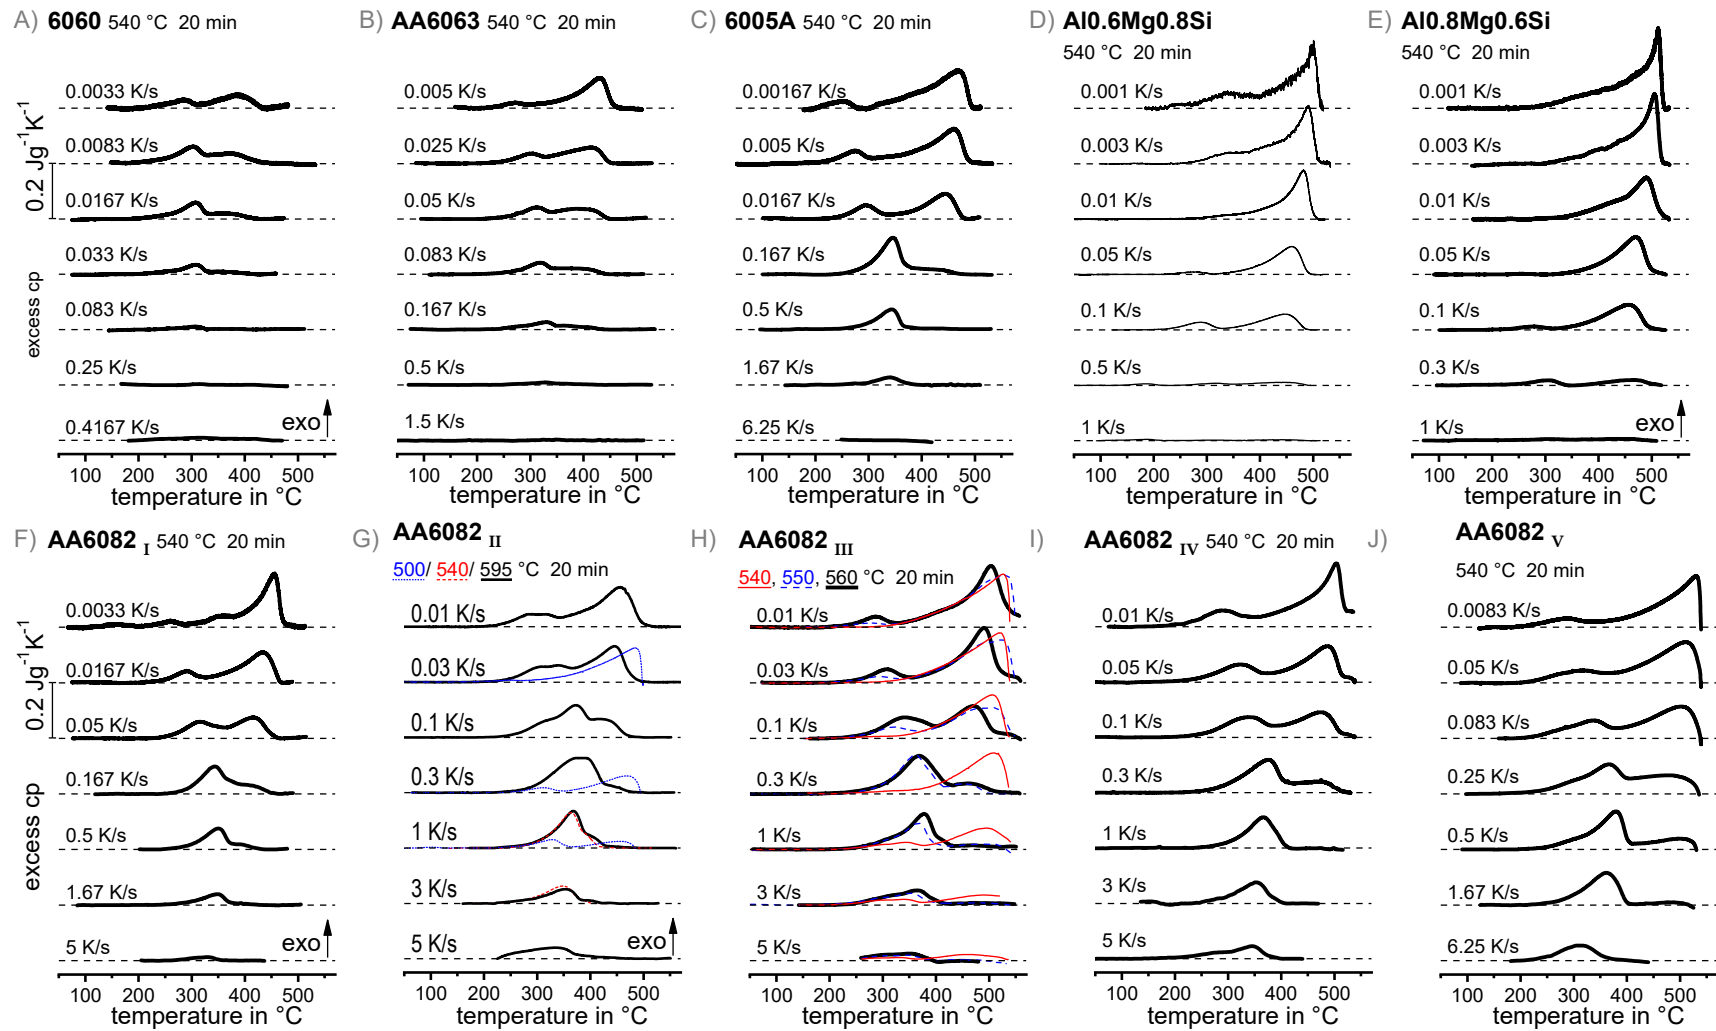 A) 6060 540 °C 20 min
0.0033 K/s
0.0083 K/s
0.0167 K/s
0.033 K/s
0.083 K/s
0.25 K/s
0.4167 K/s
exo
0.2 Jg⁻¹K⁻¹
excess cp
100 200 300 400 500
temperature in °C
B) AA6063 540 °C 20 min
0.005 K/s
0.025 K/s
0.05 K/s
0.083 K/s
0.167 K/s
0.5 K/s
1.5 K/s
100 200 300 400 500
temperature in °C
C) 6005A 540 °C 20 min
0.00167 K/s
0.005 K/s
0.0167 K/s
0.167 K/s
0.5 K/s
1.67 K/s
6.25 K/s
100 200 300 400 500
temperature in °C
D) Al0.6Mg0.8Si
540 °C 20 min
0.001 K/s
0.003 K/s
0.01 K/s
0.05 K/s
0.1 K/s
0.5 K/s
1 K/s
100 200 300 400 500
temperature in °C
E) Al0.8Mg0.6Si
540 °C 20 min
0.001 K/s
0.003 K/s
0.01 K/s
0.05 K/s
0.1 K/s
0.3 K/s
1 K/s
exo
100 200 300 400 500
temperature in °C
F) AA6082 I 540 °C 20 min
0.0033 K/s
0.0167 K/s
0.05 K/s
0.167 K/s
0.5 K/s
1.67 K/s
5 K/s
exo
0.2 Jg⁻¹K⁻¹
excess cp
100 200 300 400 500
temperature in °C
G) AA6082 II
500/ 540/ 595 °C 20 min
0.01 K/s
0.03 K/s
0.1 K/s
0.3 K/s
1 K/s
3 K/s
5 K/s
exo
100 200 300 400 500
temperature in °C
H) AA6082 III
540, 550, 560 °C 20 min
0.01 K/s
0.03 K/s
0.1 K/s
0.3 K/s
1 K/s
3 K/s
5 K/s
100 200 300 400 500
temperature in °C
I) AA6082 IV 540 °C 20 min
0.01 K/s
0.05 K/s
0.1 K/s
0.3 K/s
1 K/s
3 K/s
5 K/s
100 200 300 400 500
temperature in °C
J) AA6082 V
540 °C 20 min
0.0083 K/s
0.05 K/s
0.083 K/s
0.25 K/s
0.5 K/s
1.67 K/s
6.25 K/s
100 200 300 400 500
temperature in °C